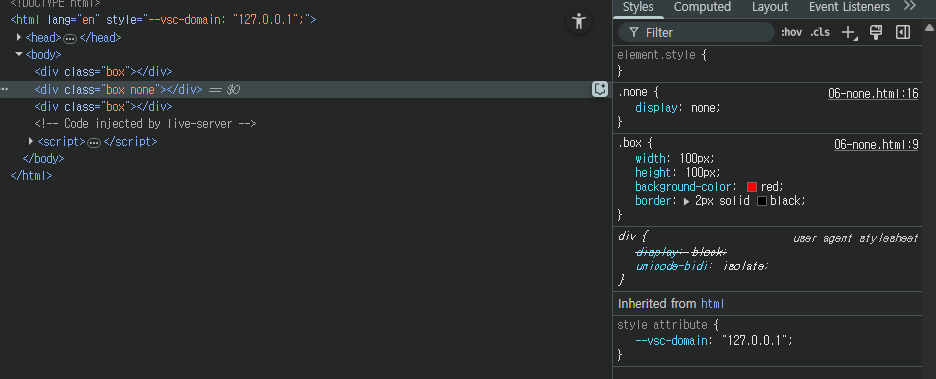 <!DOCTYPE html>
<html lang="en" style="--vsc-domain: "127.0.0.1";">
<head> ⋯ </head>
<body>
<div class="box"></div>
<div class="box none"></div> == $0
<div class="box"></div>
<!-- Code injected by live-server -->
<script> ⋯ </script>
</body>
</html>
Styles Computed Layout Event Listeners
Filter :hov .cls
element.style {
}
.none { 06-none.html:16
display: none;
}
.box { 06-none.html:9
width: 100px;
height: 100px;
background-color: red;
border: 2px solid black;
}
div { user agent stylesheet
display: block;
unicode-bidi: isolate;
}
Inherited from html
style attribute {
--vsc-domain: "127.0.0.1";
}